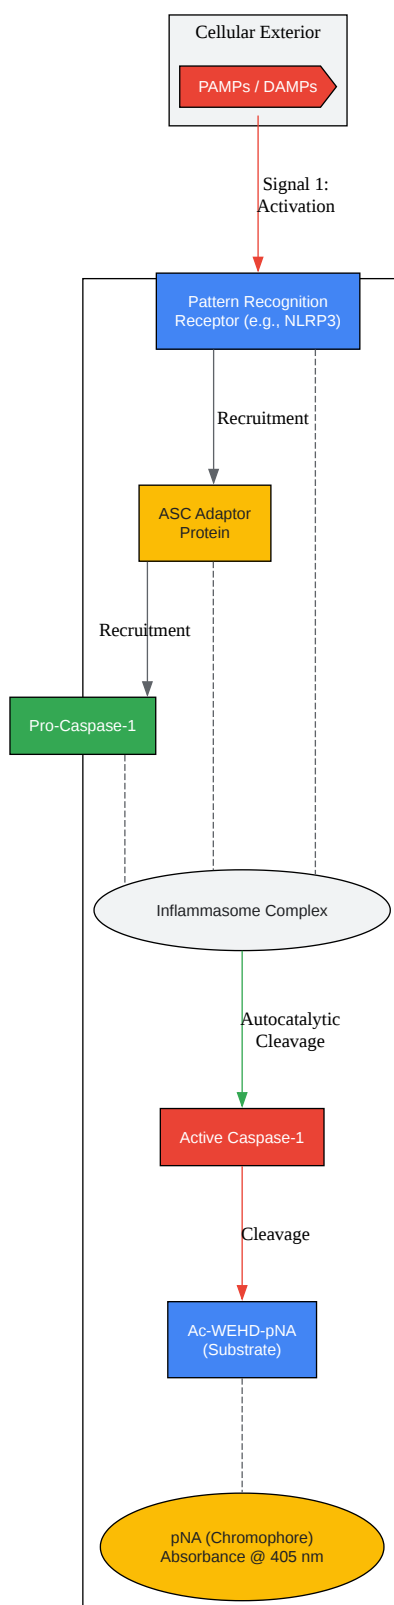 Cellular Exterior
PAMPs / DAMPs
Signal 1:
Activation
Pattern Recognition
Receptor (e.g., NLRP3)
Recruitment
ASC Adaptor
Protein
Recruitment
Pro-Caspase-1
Inflammasome Complex
Autocatalytic
Cleavage
Active Caspase-1
Cleavage
Ac-WEHD-pNA
(Substrate)
pNA (Chromophore)
Absorbance @ 405 nm